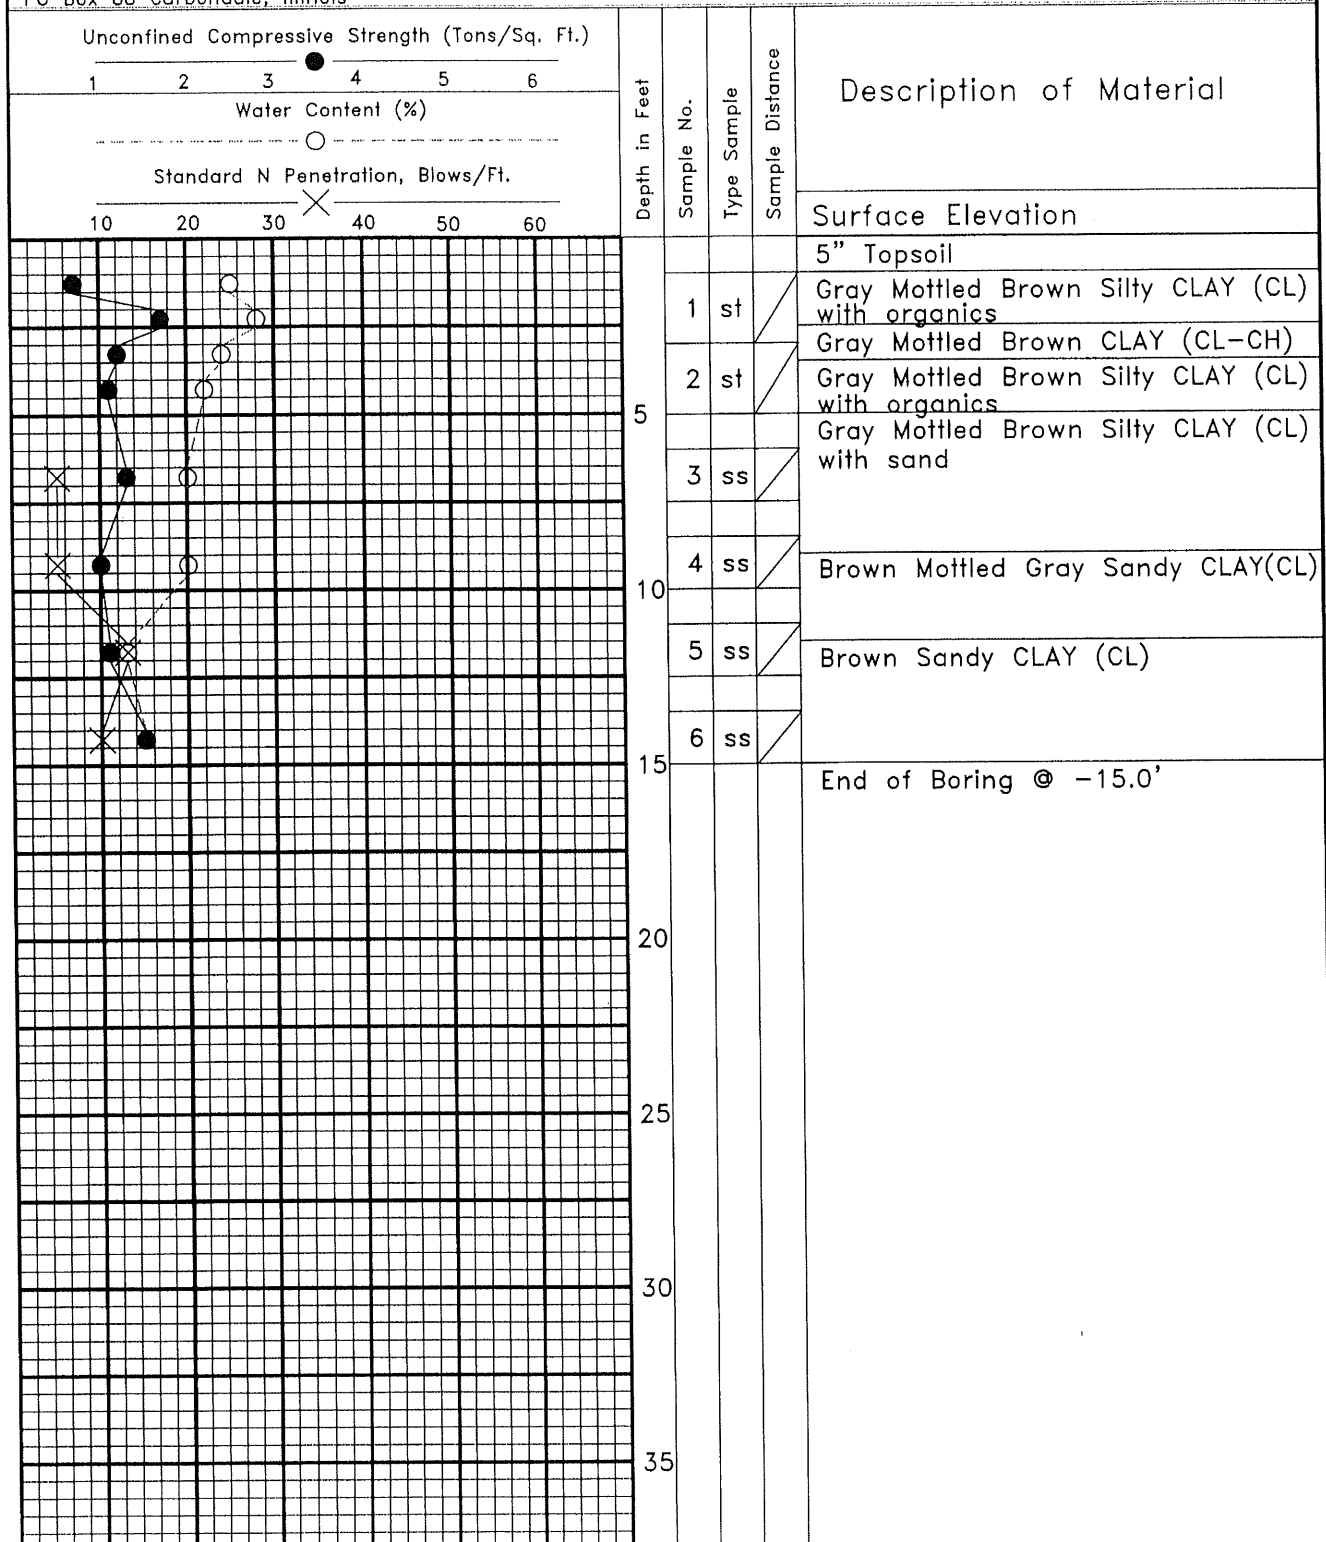 PO Box 88 Carbondale, Illinois
Unconfined Compressive Strength (Tons/Sq. Ft.)
1 2 3 4 5 6
Water Content (%)
Standard N Penetration, Blows/Ft.
10 20 30 40 50 60
Depth in Feet
Sample No.
Type Sample
Sample Distance
Description of Material
Surface Elevation
5" Topsoil
1 st
Gray Mottled Brown Silty CLAY (CL)
with organics
Gray Mottled Brown CLAY (CL-CH)
2 st
Gray Mottled Brown Silty CLAY (CL)
with organics
5
Gray Mottled Brown Silty CLAY (CL)
with sand
3 ss
4 ss
Brown Mottled Gray Sandy CLAY(CL)
10
5 ss
Brown Sandy CLAY (CL)
6 ss
15
End of Boring @ -15.0'
20
25
30
35